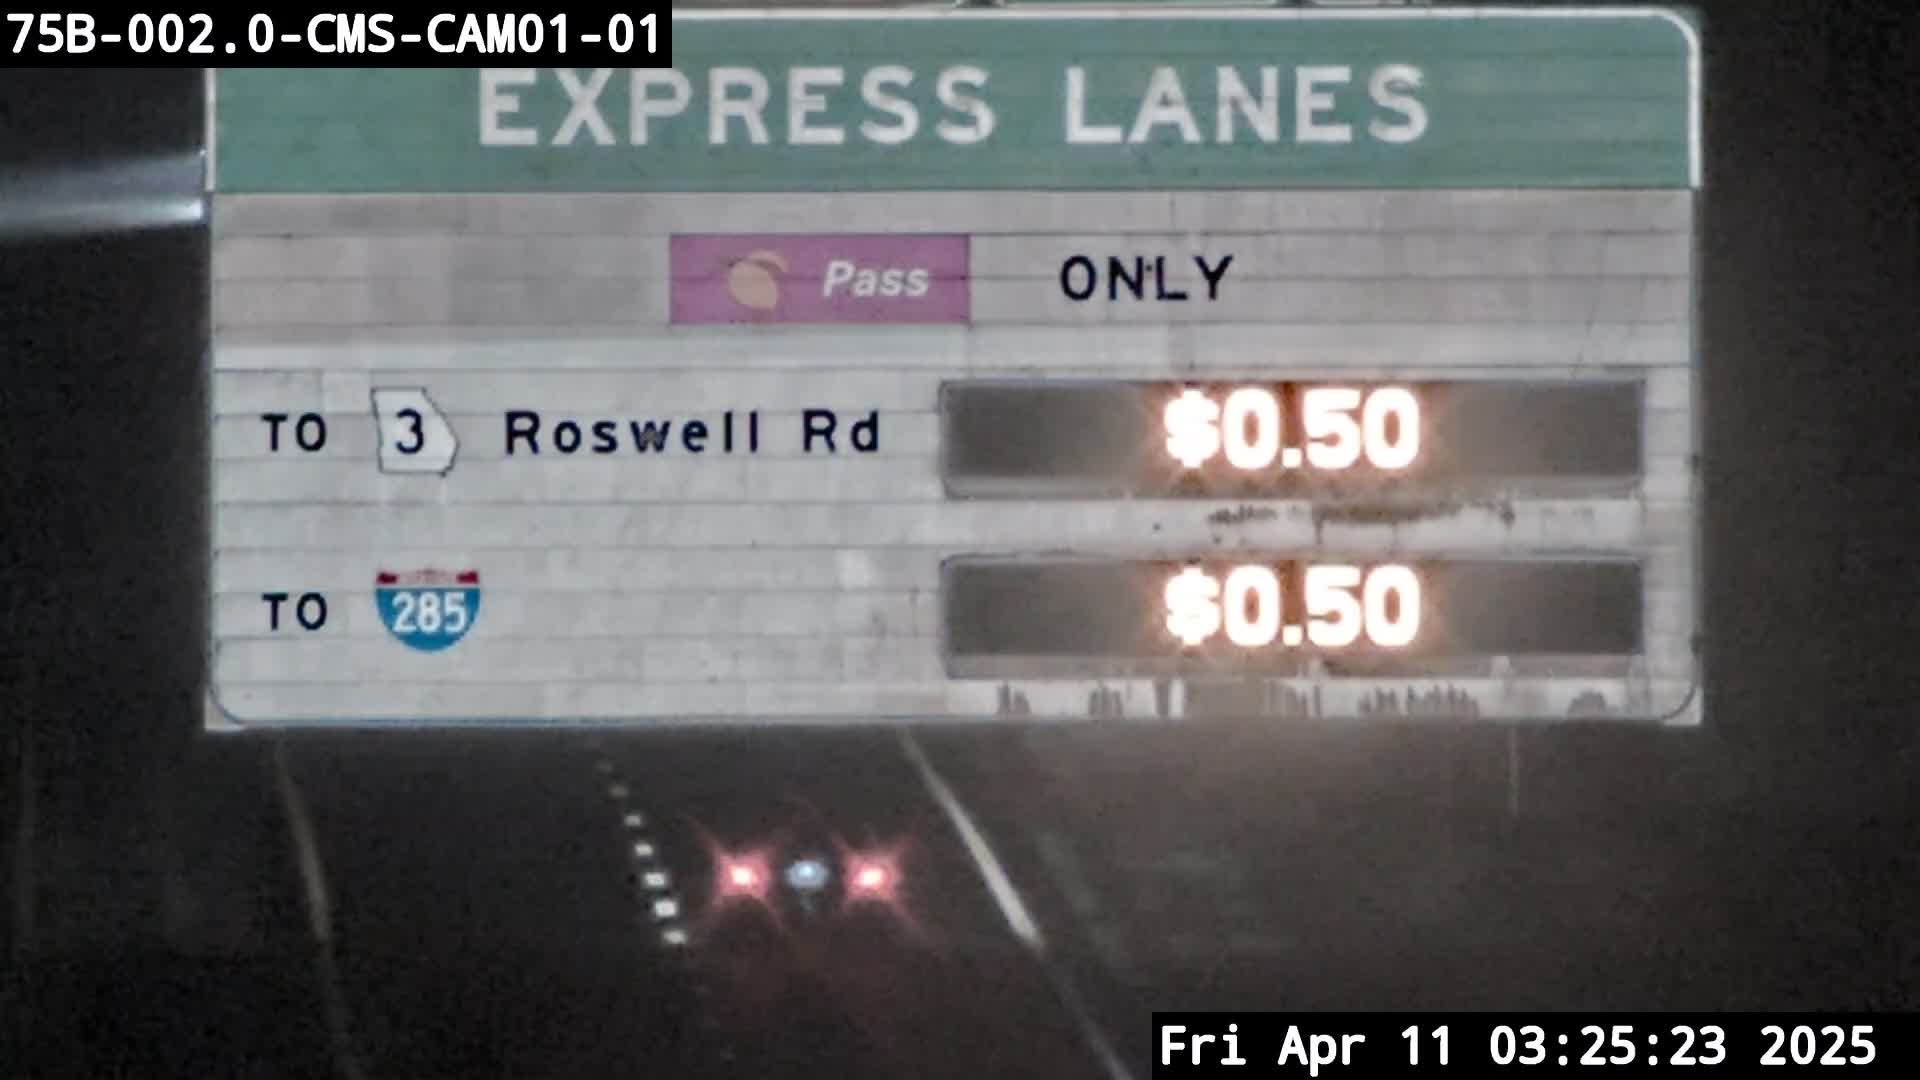 75B-002.0-CMS-CAM01-01
EXPRESS LANES
Pass ONLY
TO 3 Roswell Rd $0.50
TO 285 $0.50
Fri Apr 11 03:25:23 2025